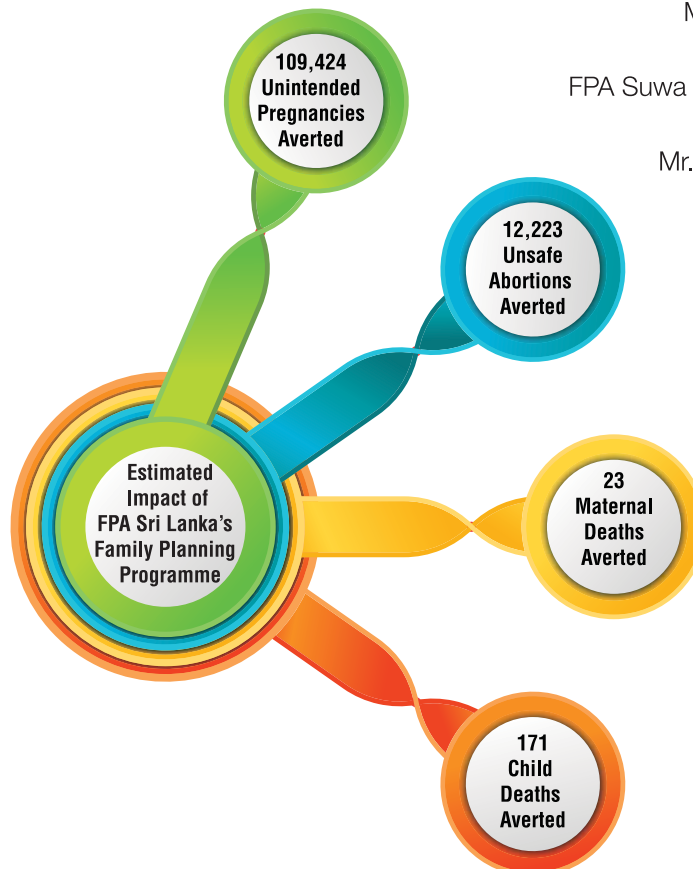 M
FPA Suwa
Mr.
109,424
Unintended
Pregnancies
Averted
12,223
Unsafe
Abortions
Averted
23
Maternal
Deaths
Averted
171
Child
Deaths
Averted
Estimated
Impact of
FPA Sri Lanka's
Family Planning
Programme